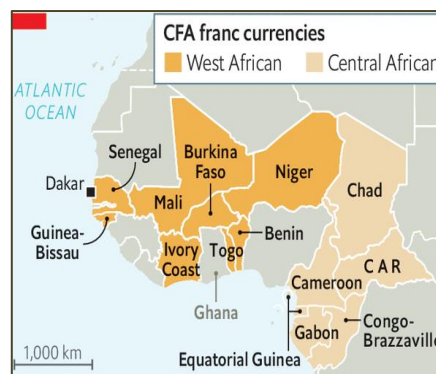 CFA franc currencies
West African
Central African
ATLANTIC
OCEAN
Senegal
Burkina
Faso
Niger
Dakar
Mali
Chad
Guinea-
Bissau
Benin
Ivory
Coast
Togo
CAR
Cameroon
Ghana
Gabon
Congo-
Brazzaville
Equatorial Guinea
1,000 km